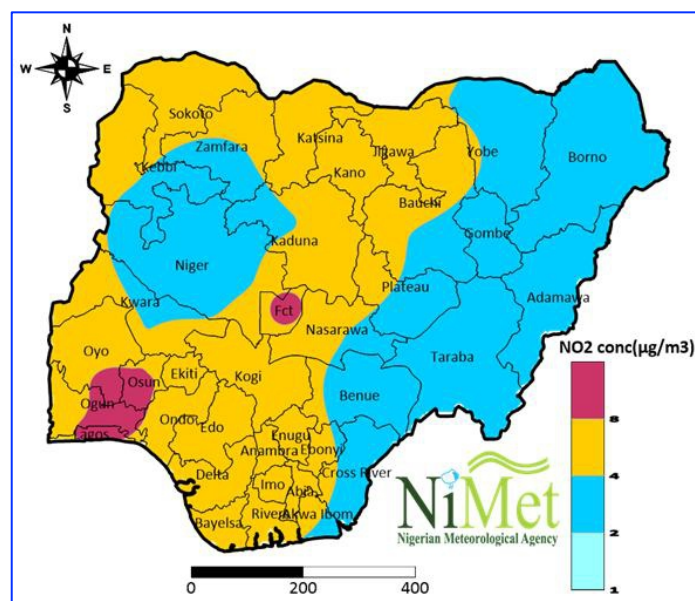 N
W E
S
Sokoto
Zamfara
Katsina
Jigawa
Yobe
Borno
Kebbi
Kano
Bauchi
Gombe
Kaduna
Niger
Plateau
Adamawa
Kwara
Fct
Nasarawa
Taraba
Oyo
Osun
Ekiti
Kogi
Benue
Ogun
Lagos
Ondo
Edo
Enugu
Anambra
Ebonyi
Cross River
Delta
Imo
Abia
Bayelsa
Rivers
Akwa Ibom
NO2 conc(µg/m3)
8
4
2
1
NiMet
Nigerian Meteorological Agency
0 200 400